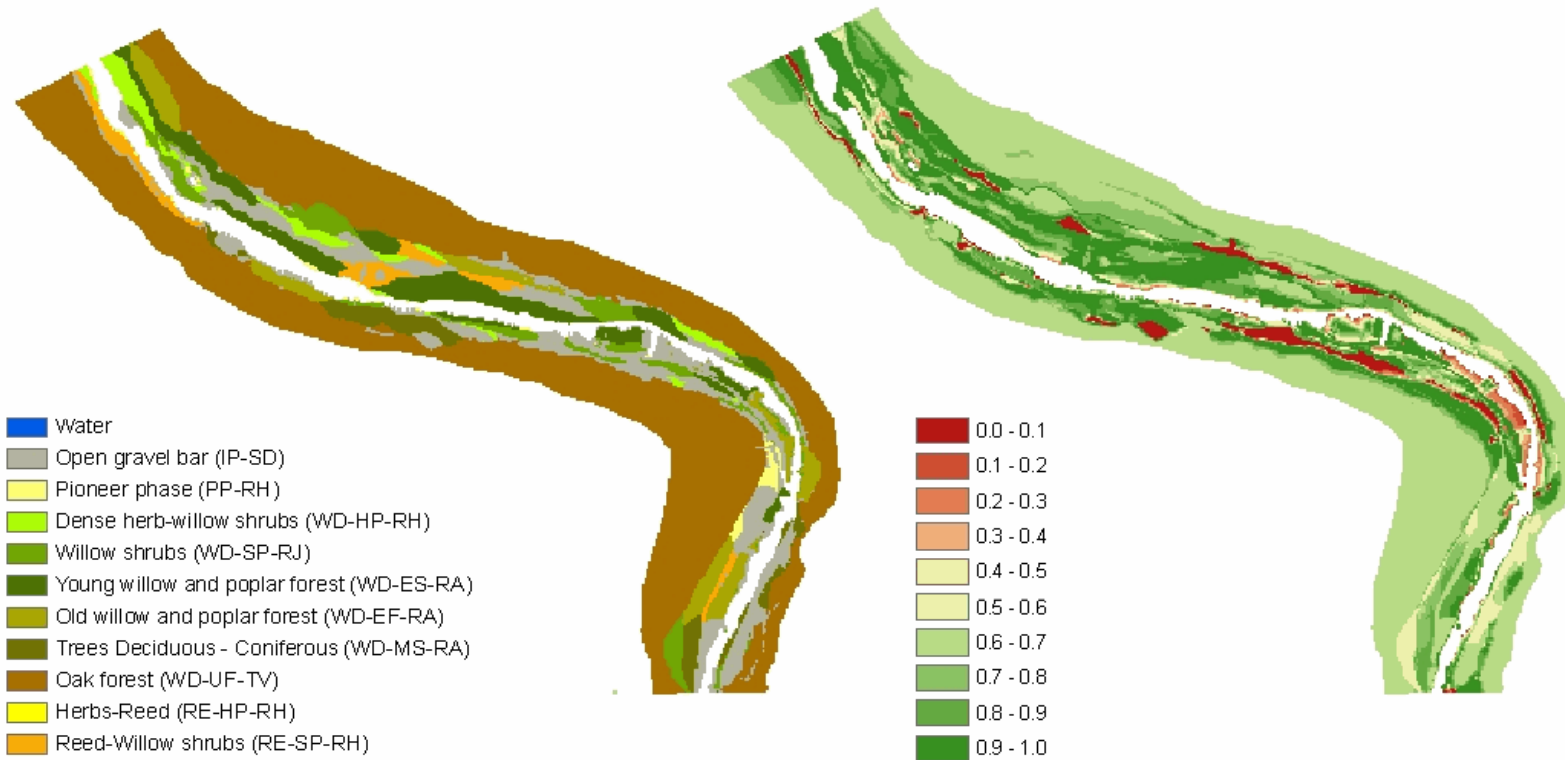 Water
Open gravel bar (IP-SD)
Pioneer phase (PP-RH)
Dense herb-willow shrubs (WD-HP-RH)
Willow shrubs (WD-SP-RJ)
Young willow and poplar forest (WD-ES-RA)
Old willow and poplar forest (WD-EF-RA)
Trees Deciduous - Coniferous (WD-MS-RA)
Oak forest (WD-UF-TV)
Herbs-Reed (RE-HP-RH)
Reed-Willow shrubs (RE-SP-RH)
0.0 - 0.1
0.1 - 0.2
0.2 - 0.3
0.3 - 0.4
0.4 - 0.5
0.5 - 0.6
0.6 - 0.7
0.7 - 0.8
0.8 - 0.9
0.9 - 1.0